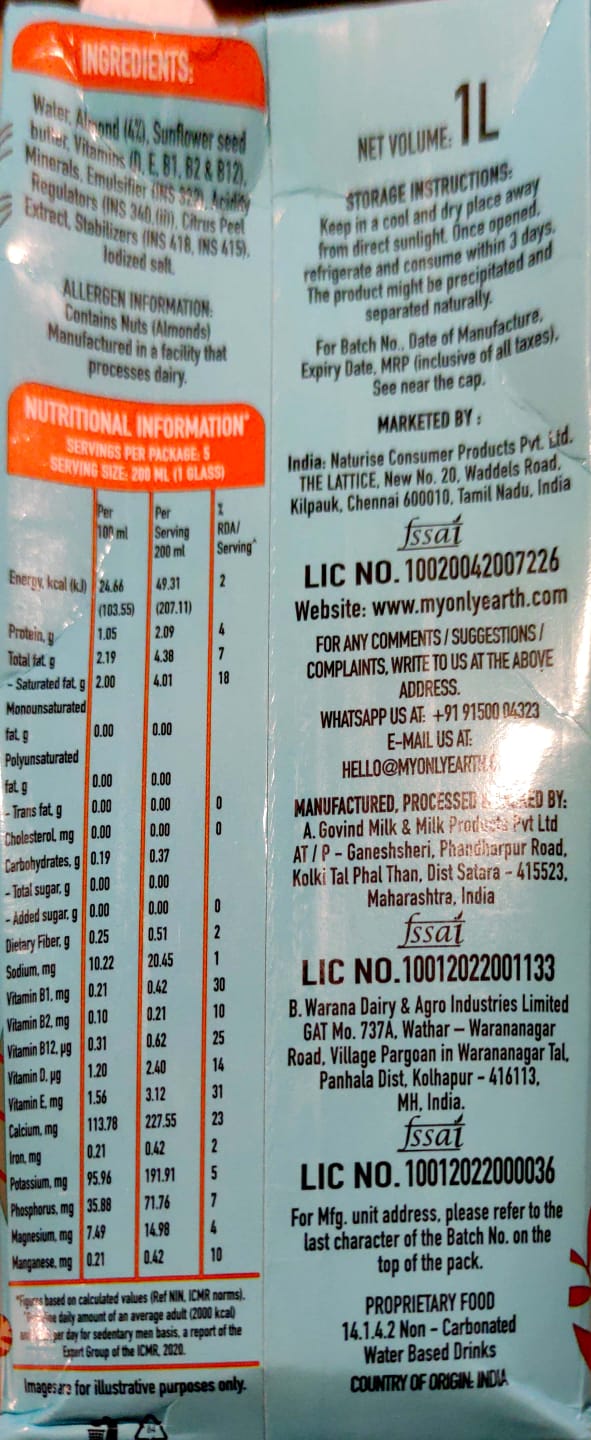 INGREDIENTS:
Water, Almond (4%), Sunflower seed
butter, Vitamins (D, E, B1, B2 & B12),
Minerals, Emulsifier (INS 322), Acidity
Regulators (INS 340 (iii), Citrus Peel
Extract, Stabilizers (INS 418, INS 415),
Iodized salt.
ALLERGEN INFORMATION:
Contains Nuts (Almonds)
Manufactured in a facility that
processes dairy.
NUTRITIONAL INFORMATION*
SERVINGS PER PACKAGE: 5
SERVING SIZE: 200 ML (1 GLASS)
Per 100 ml Per Serving 200 ml % RDA/ Serving^
Energy, kcal (kJ) 24.66 49.31 2
(103.55) (207.11)
Protein, g 1.05 2.09 4
Total fat, g 2.19 4.38 7
- Saturated fat, g 2.00 4.01 18
Monounsaturated
fat, g 0.00 0.00
Polyunsaturated
fat, g 0.00 0.00
- Trans fat, g 0.00 0.00 0
Cholesterol, mg 0.00 0.00 0
Carbohydrates, g 0.19 0.37
- Total sugar, g 0.00 0.00
- Added sugar, g 0.00 0.00 0
Dietary Fiber, g 0.25 0.51 2
Sodium, mg 10.22 20.45 1
Vitamin B1, mg 0.21 0.42 30
Vitamin B2, mg 0.10 0.21 10
Vitamin B12, µg 0.31 0.62 25
Vitamin D, µg 1.20 2.40 14
Vitamin E, mg 1.56 3.12 31
Calcium, mg 113.78 227.55 23
Iron, mg 0.21 0.42 2
Potassium, mg 95.96 191.91 5
Phosphorus, mg 35.88 71.76 7
Magnesium, mg 7.49 14.98 4
Manganese, mg 0.21 0.42 10
*Figures based on calculated values (Ref NIN, ICMR norms).
daily amount of an average adult (2000 kcal)
per day for sedentary men basis, a report of the
Expert Group of the ICMR, 2020.
Images are for illustrative purposes only.
NET VOLUME: 1L
STORAGE INSTRUCTIONS:
Keep in a cool and dry place away
from direct sunlight. Once opened,
refrigerate and consume within 3 days.
The product might be precipitated and
separated naturally.
For Batch No., Date of Manufacture,
Expiry Date, MRP (inclusive of all taxes),
See near the cap.
MARKETED BY :
India: Naturise Consumer Products Pvt. Ltd.
THE LATTICE, New No. 20, Waddels Road,
Kilpauk, Chennai 600010, Tamil Nadu, India
fssai
LIC NO. 10020042007226
Website: www.myonlyearth.com
FOR ANY COMMENTS / SUGGESTIONS /
COMPLAINTS, WRITE TO US AT THE ABOVE
ADDRESS.
WHATSAPP US AT: +91 91500 04323
E-MAIL US AT:
HELLO@MYONLYEARTH
MANUFACTURED, PROCESSED BY:
A. Govind Milk & Milk Products Pvt Ltd
AT / P - Ganeshsheri, Phandharpur Road,
Kolki Tal Phal Than, Dist Satara - 415523,
Maharashtra, India
fssai
LIC NO. 10012022001133
B. Warana Dairy & Agro Industries Limited
GAT Mo. 737A, Wathar – Warananagar
Road, Village Pargoan in Warananagar Tal,
Panhala Dist, Kolhapur - 416113,
MH, India.
fssai
LIC NO. 10012022000036
For Mfg. unit address, please refer to the
last character of the Batch No. on the
top of the pack.
PROPRIETARY FOOD
14.1.4.2 Non - Carbonated
Water Based Drinks
COUNTRY OF ORIGIN: INDIA
84